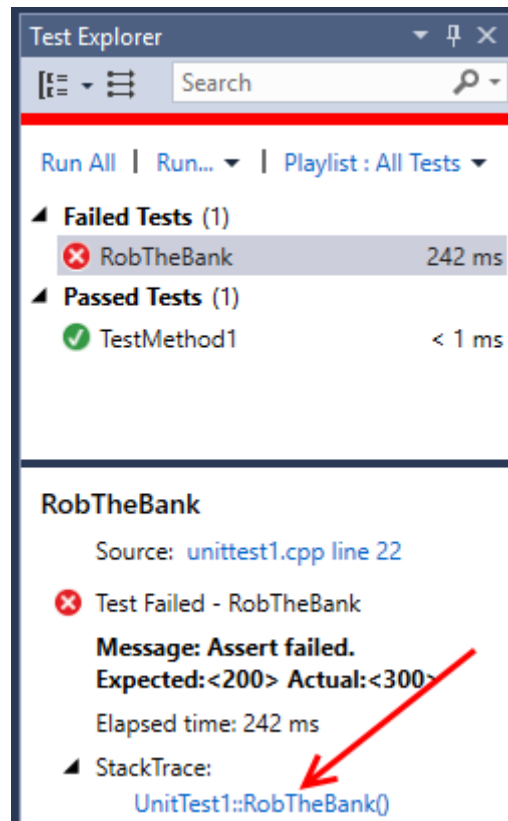 Test Explorer
Search
Run All | Run... | Playlist : All Tests
Failed Tests (1)
RobTheBank 242 ms
Passed Tests (1)
TestMethod1 < 1 ms
RobTheBank
Source: unittest1.cpp line 22
Test Failed - RobTheBank
Message: Assert failed.
Expected:<200> Actual:<300>
Elapsed time: 242 ms
StackTrace:
UnitTest1::RobTheBank()